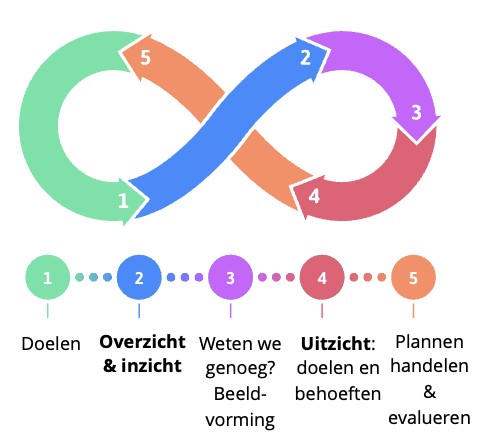 5
2
3
1
4
1
2
3
4
5
Doelen
Overzicht
& inzicht
Weten we
genoeg?
Beeld-
vorming
Uitzicht:
doelen en
behoeften
Plannen
handelen
&
evalueren